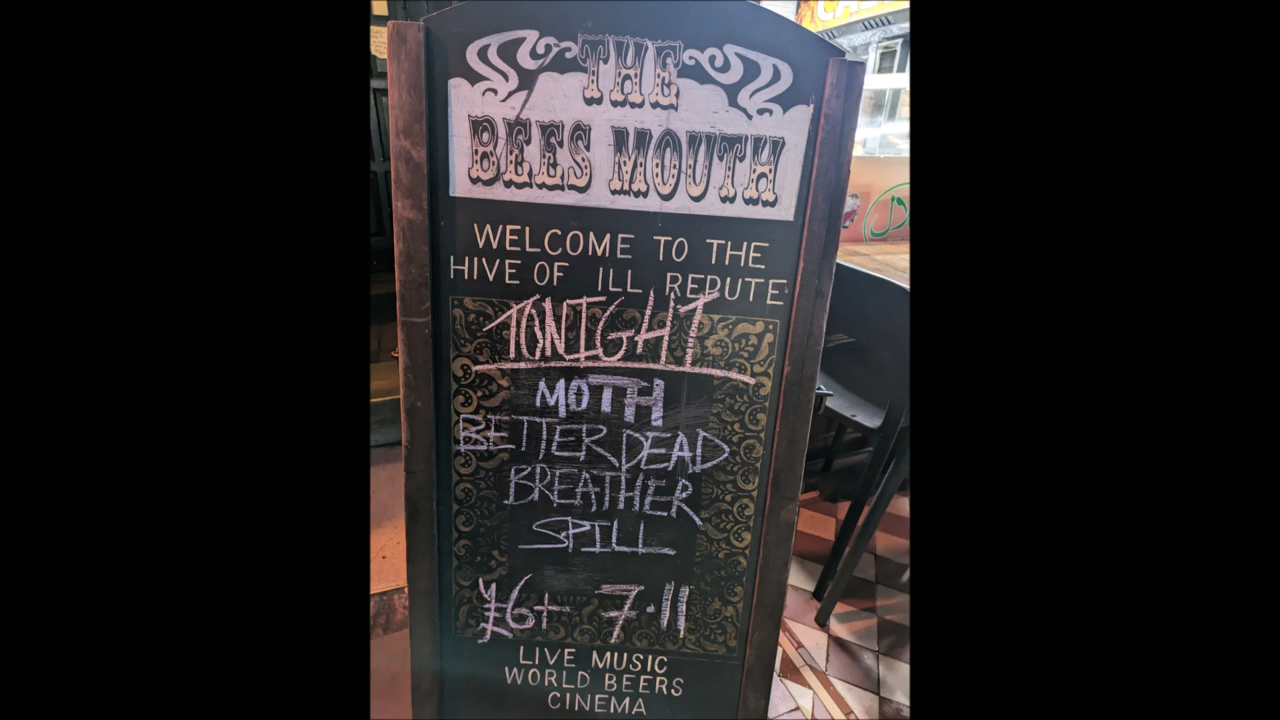 THE
BEES MOUTH
WELCOME TO THE
HIVE OF ILL REPUTE
TONIGHT
MOTH
BETTER DEAD
BREATHER
SPILL
£6+ 7-11
LIVE MUSIC
WORLD BEERS
CINEMA